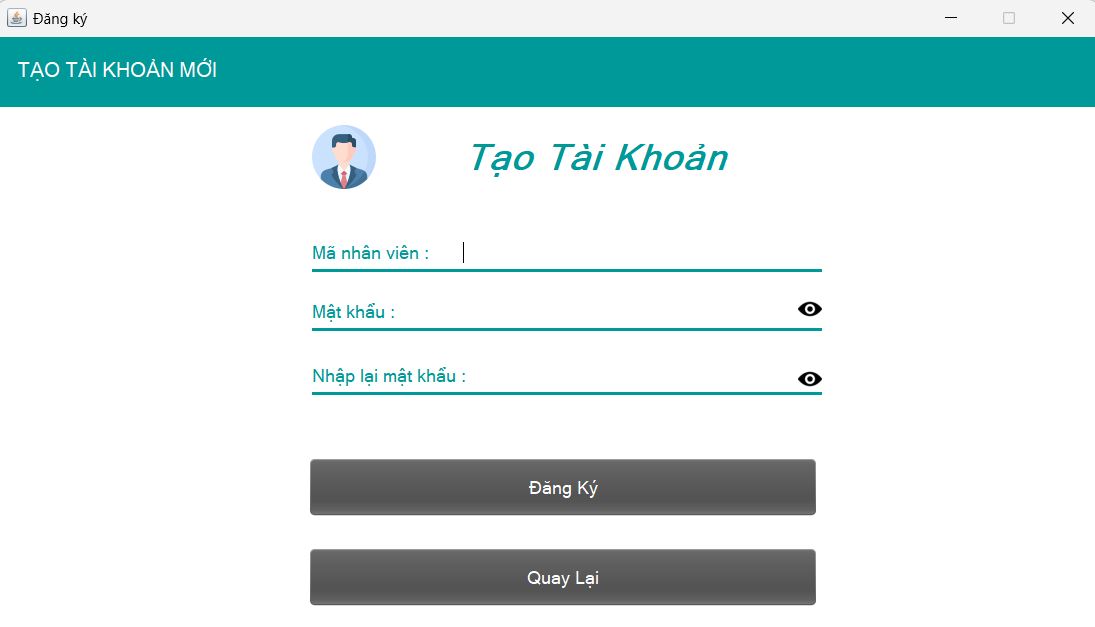 Đăng ký
TẠO TÀI KHOẢN MỚI
Tạo Tài Khoản
Mã nhân viên :
Mật khẩu :
Nhập lại mật khẩu :
Đăng Ký
Quay Lại